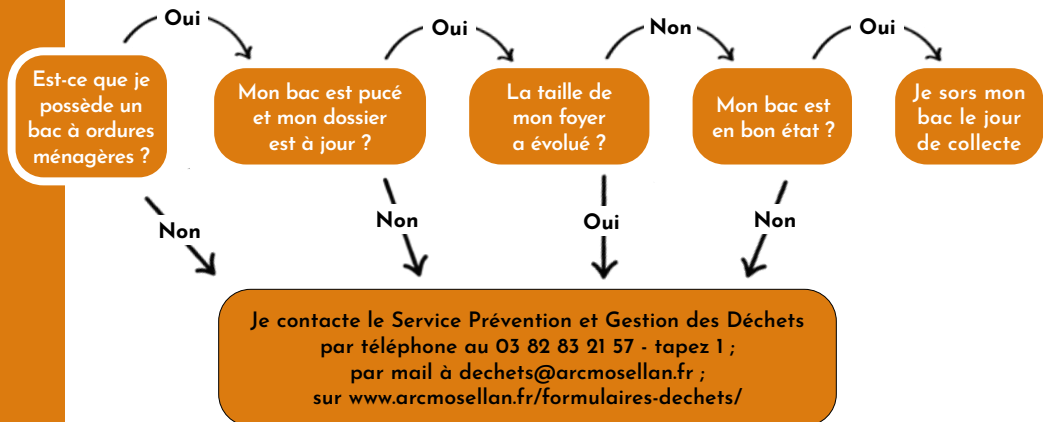 Oui
Oui
Non
Oui
Est-ce que je
possède un
bac à ordures
ménagères ?
Mon bac est pucé
et mon dossier
est à jour ?
La taille de
mon foyer
a évolué ?
Mon bac est
en bon état ?
Je sors mon
bac le jour
de collecte
Non
Non
Oui
Non
Je contacte le Service Prévention et Gestion des Déchets
par téléphone au 03 82 83 21 57 - tapez 1 ;
par mail à dechets@arcmosellan.fr ;
sur www.arcmosellan.fr/formulaires-dechets/